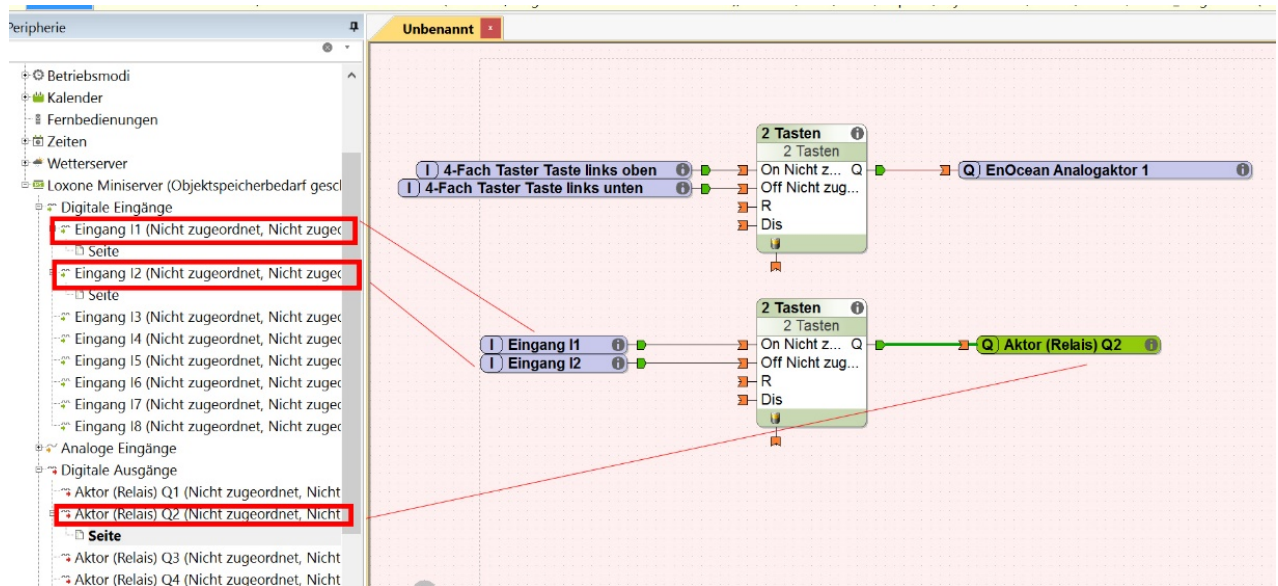 Peripherie
Unbenannt
Betriebsmodi
Kalender
Fernbedienungen
Zeiten
Wetterserver
Loxone Miniserver (Objektspeicherbedarf gesch
Digitale Eingänge
Eingang I1 (Nicht zugeordnet, Nicht zugec
Seite
Eingang I2 (Nicht zugeordnet, Nicht zugec
Seite
Eingang I3 (Nicht zugeordnet, Nicht zugec
Eingang I4 (Nicht zugeordnet, Nicht zugec
Eingang I5 (Nicht zugeordnet, Nicht zugec
Eingang I6 (Nicht zugeordnet, Nicht zugec
Eingang I7 (Nicht zugeordnet, Nicht zugec
Eingang I8 (Nicht zugeordnet, Nicht zugec
Analoge Eingänge
Digitale Ausgänge
Aktor (Relais) Q1 (Nicht zugeordnet, Nicht
Aktor (Relais) Q2 (Nicht zugeordnet, Nicht
Seite
Aktor (Relais) Q3 (Nicht zugeordnet, Nicht
Aktor (Relais) Q4 (Nicht zugeordnet, Nicht
2 Tasten
2 Tasten
I 4-Fach Taster Taste links oben
On Nicht z... Q
Q EnOcean Analogaktor 1
I 4-Fach Taster Taste links unten
Off Nicht zug...
R
Dis
2 Tasten
2 Tasten
I Eingang I1
On Nicht z... Q
Q Aktor (Relais) Q2
I Eingang I2
Off Nicht zug...
R
Dis